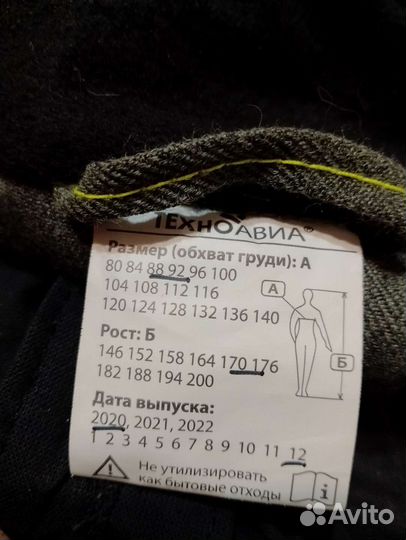 ТЕХНОАВИА®
Размер (обхват груди): А
80 84 88 92 96 100
104 108 112 116
120 124 128 132 136 140
А
Рост: Б
146 152 158 164 170 176
182 188 194 200
Б
Дата выпуска:
2020, 2021, 2022
1 2 3 4 5 6 7 8 9 10 11 12
Не утилизировать
как бытовые отходы
Avito